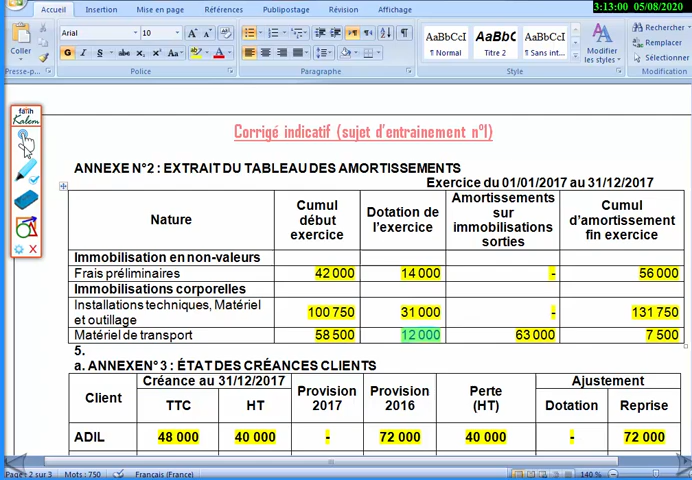 3:13:00 05/08/2020
Accueil Insertion Mise en page Références Publipostage Révision Affichage
Coller
Arial 10
G I S abc x₂ x² Aa
Presse-p... Police Paragraphe Style Modification
AaBbCcI AaBbC AaBbCcI
¶ Normal Titre 2 ¶ Sans int...
Modifier les styles
Rechercher
Remplacer
Sélectionner
Kalem
Corrigé indicatif (sujet d'entrainement n°1)
ANNEXE N°2 : EXTRAIT DU TABLEAU DES AMORTISSEMENTS
Exercice du 01/01/2017 au 31/12/2017
Nature
Cumul début exercice
Dotation de l'exercice
Amortissements sur immobilisations sorties
Cumul d'amortissement fin exercice
Immobilisation en non-valeurs
Frais préliminaires 42 000 14 000 - 56 000
Immobilisations corporelles
Installations techniques, Matériel et outillage 100 750 31 000 - 131 750
Matériel de transport 58 500 12 000 63 000 7 500
5.
a. ANNEXEN°3 : ÉTAT DES CRÉANCES CLIENTS
Client
Créance au 31/12/2017
TTC HT
Provision 2017
Provision 2016
Perte (HT)
Ajustement
Dotation Reprise
ADIL 48 000 40 000 - 72 000 40 000 - 72 000
Page : 2 sur 3 Mots : 750 Français (France) 140 %